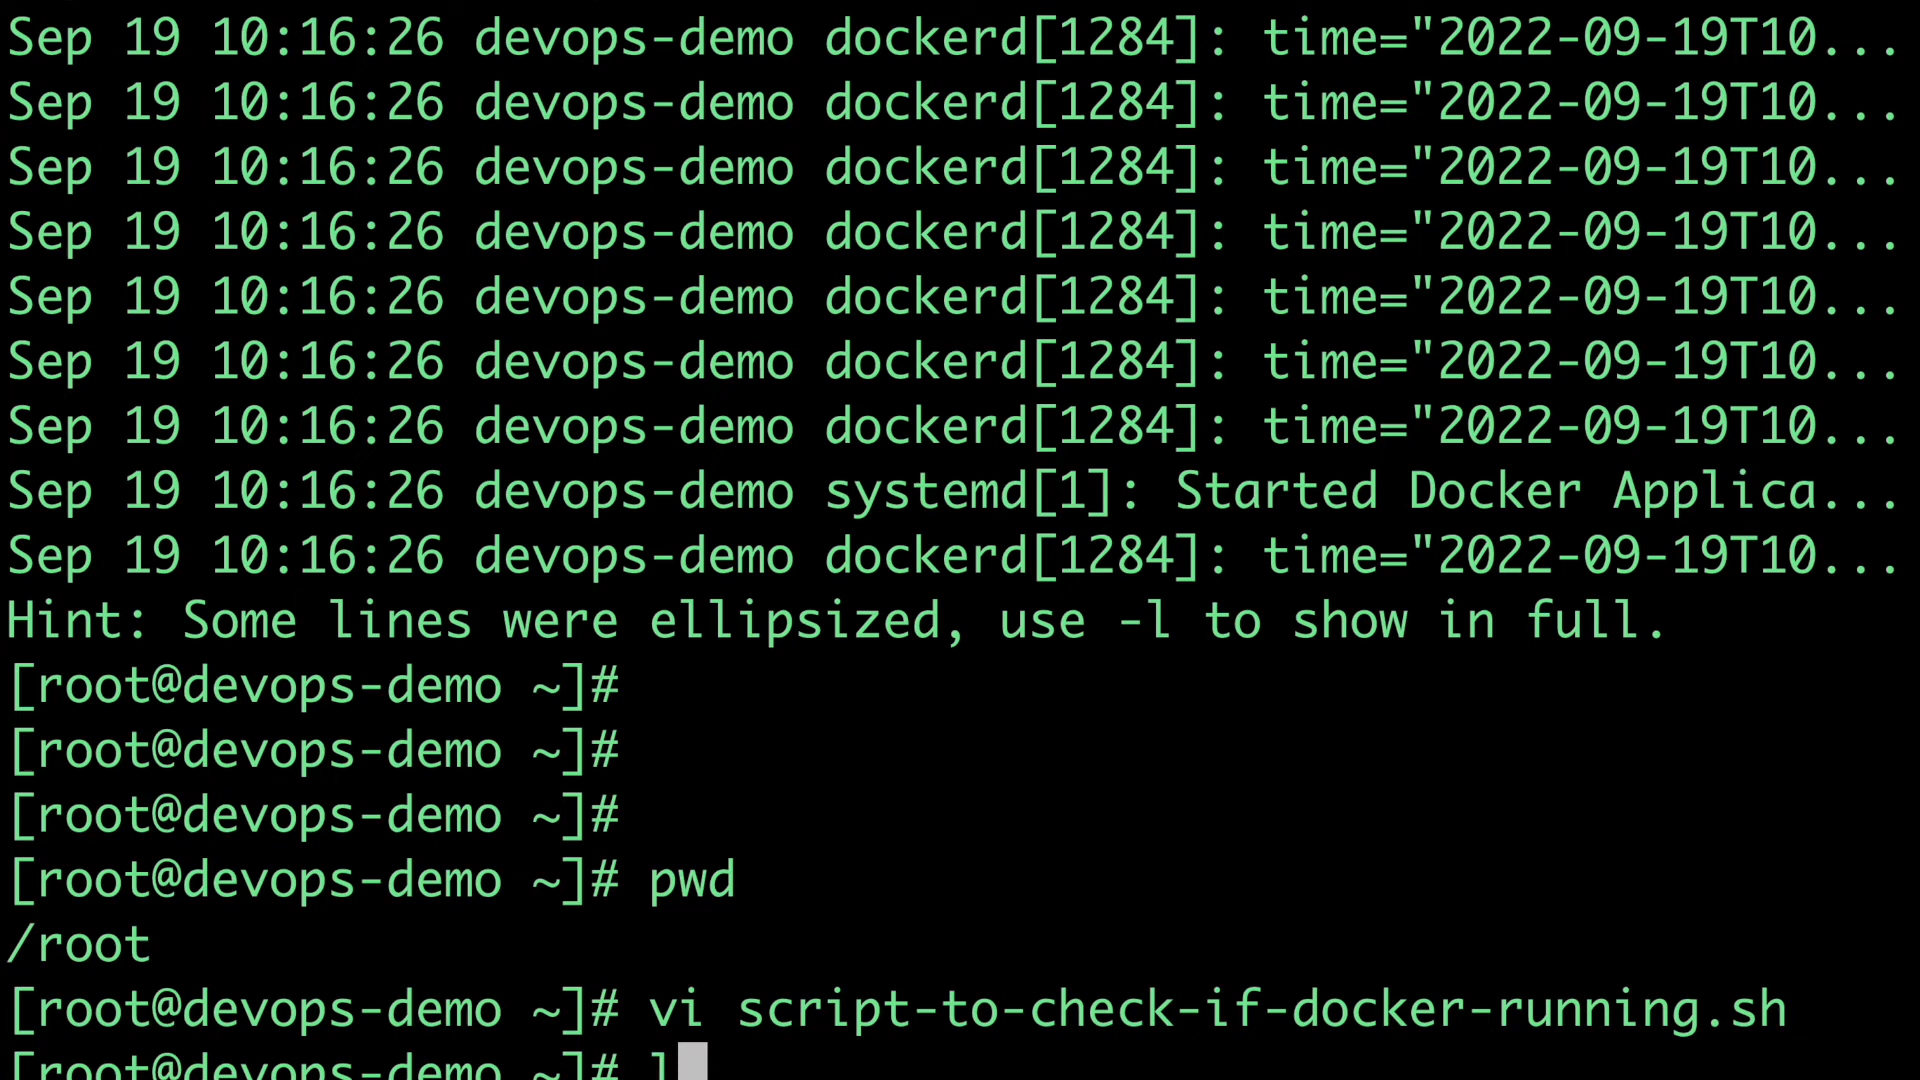 Sep 19 10:16:26 devops-demo dockerd[1284]: time="2022-09-19T10...
Sep 19 10:16:26 devops-demo dockerd[1284]: time="2022-09-19T10...
Sep 19 10:16:26 devops-demo dockerd[1284]: time="2022-09-19T10...
Sep 19 10:16:26 devops-demo dockerd[1284]: time="2022-09-19T10...
Sep 19 10:16:26 devops-demo dockerd[1284]: time="2022-09-19T10...
Sep 19 10:16:26 devops-demo dockerd[1284]: time="2022-09-19T10...
Sep 19 10:16:26 devops-demo dockerd[1284]: time="2022-09-19T10...
Sep 19 10:16:26 devops-demo systemd[1]: Started Docker Applica...
Sep 19 10:16:26 devops-demo dockerd[1284]: time="2022-09-19T10...
Hint: Some lines were ellipsized, use -l to show in full.
[root@devops-demo ~]#
[root@devops-demo ~]#
[root@devops-demo ~]#
[root@devops-demo ~]# pwd
/root
[root@devops-demo ~]# vi script-to-check-if-docker-running.sh
[root@devops-demo ~]# l